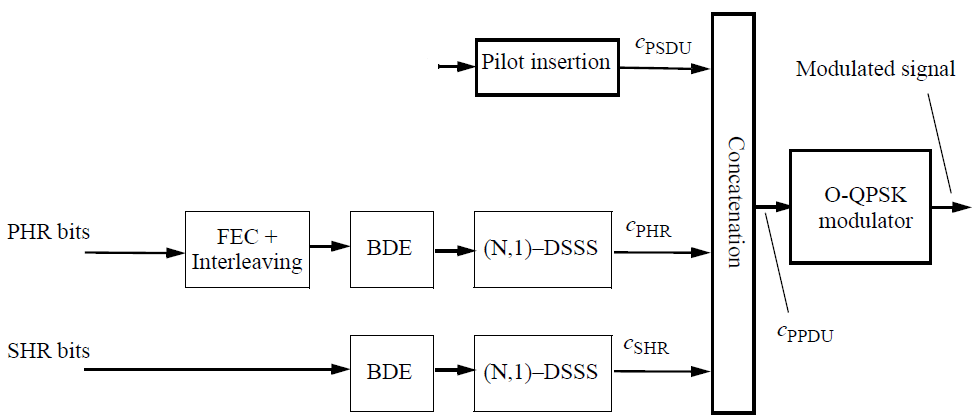 Pilot insertion
cPSDU
Modulated signal
Concatenation
O-QPSK
modulator
PHR bits
FEC +
Interleaving
BDE
(N,1)–DSSS
cPHR
cPPDU
SHR bits
BDE
(N,1)–DSSS
cSHR